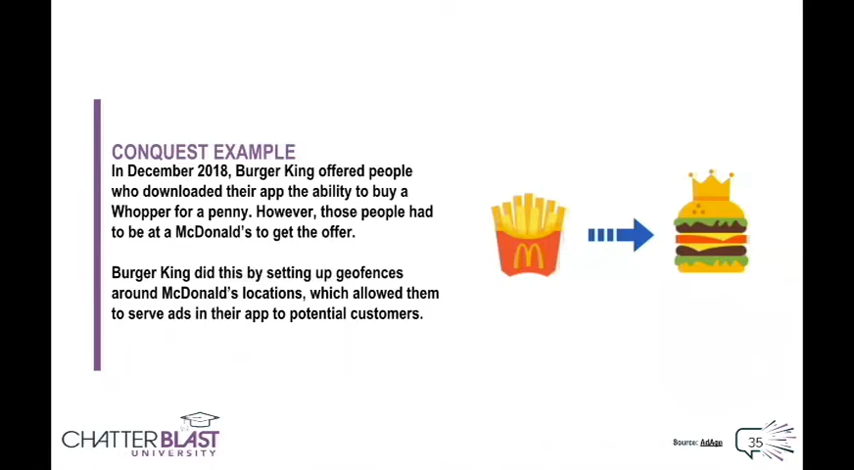 CONQUEST EXAMPLE
In December 2018, Burger King offered people
who downloaded their app the ability to buy a
Whopper for a penny. However, those people had
to be at a McDonald's to get the offer.
Burger King did this by setting up geofences
around McDonald's locations, which allowed them
to serve ads in their app to potential customers.
CHATTERBLAST
UNIVERSITY
Source: AdAge
35